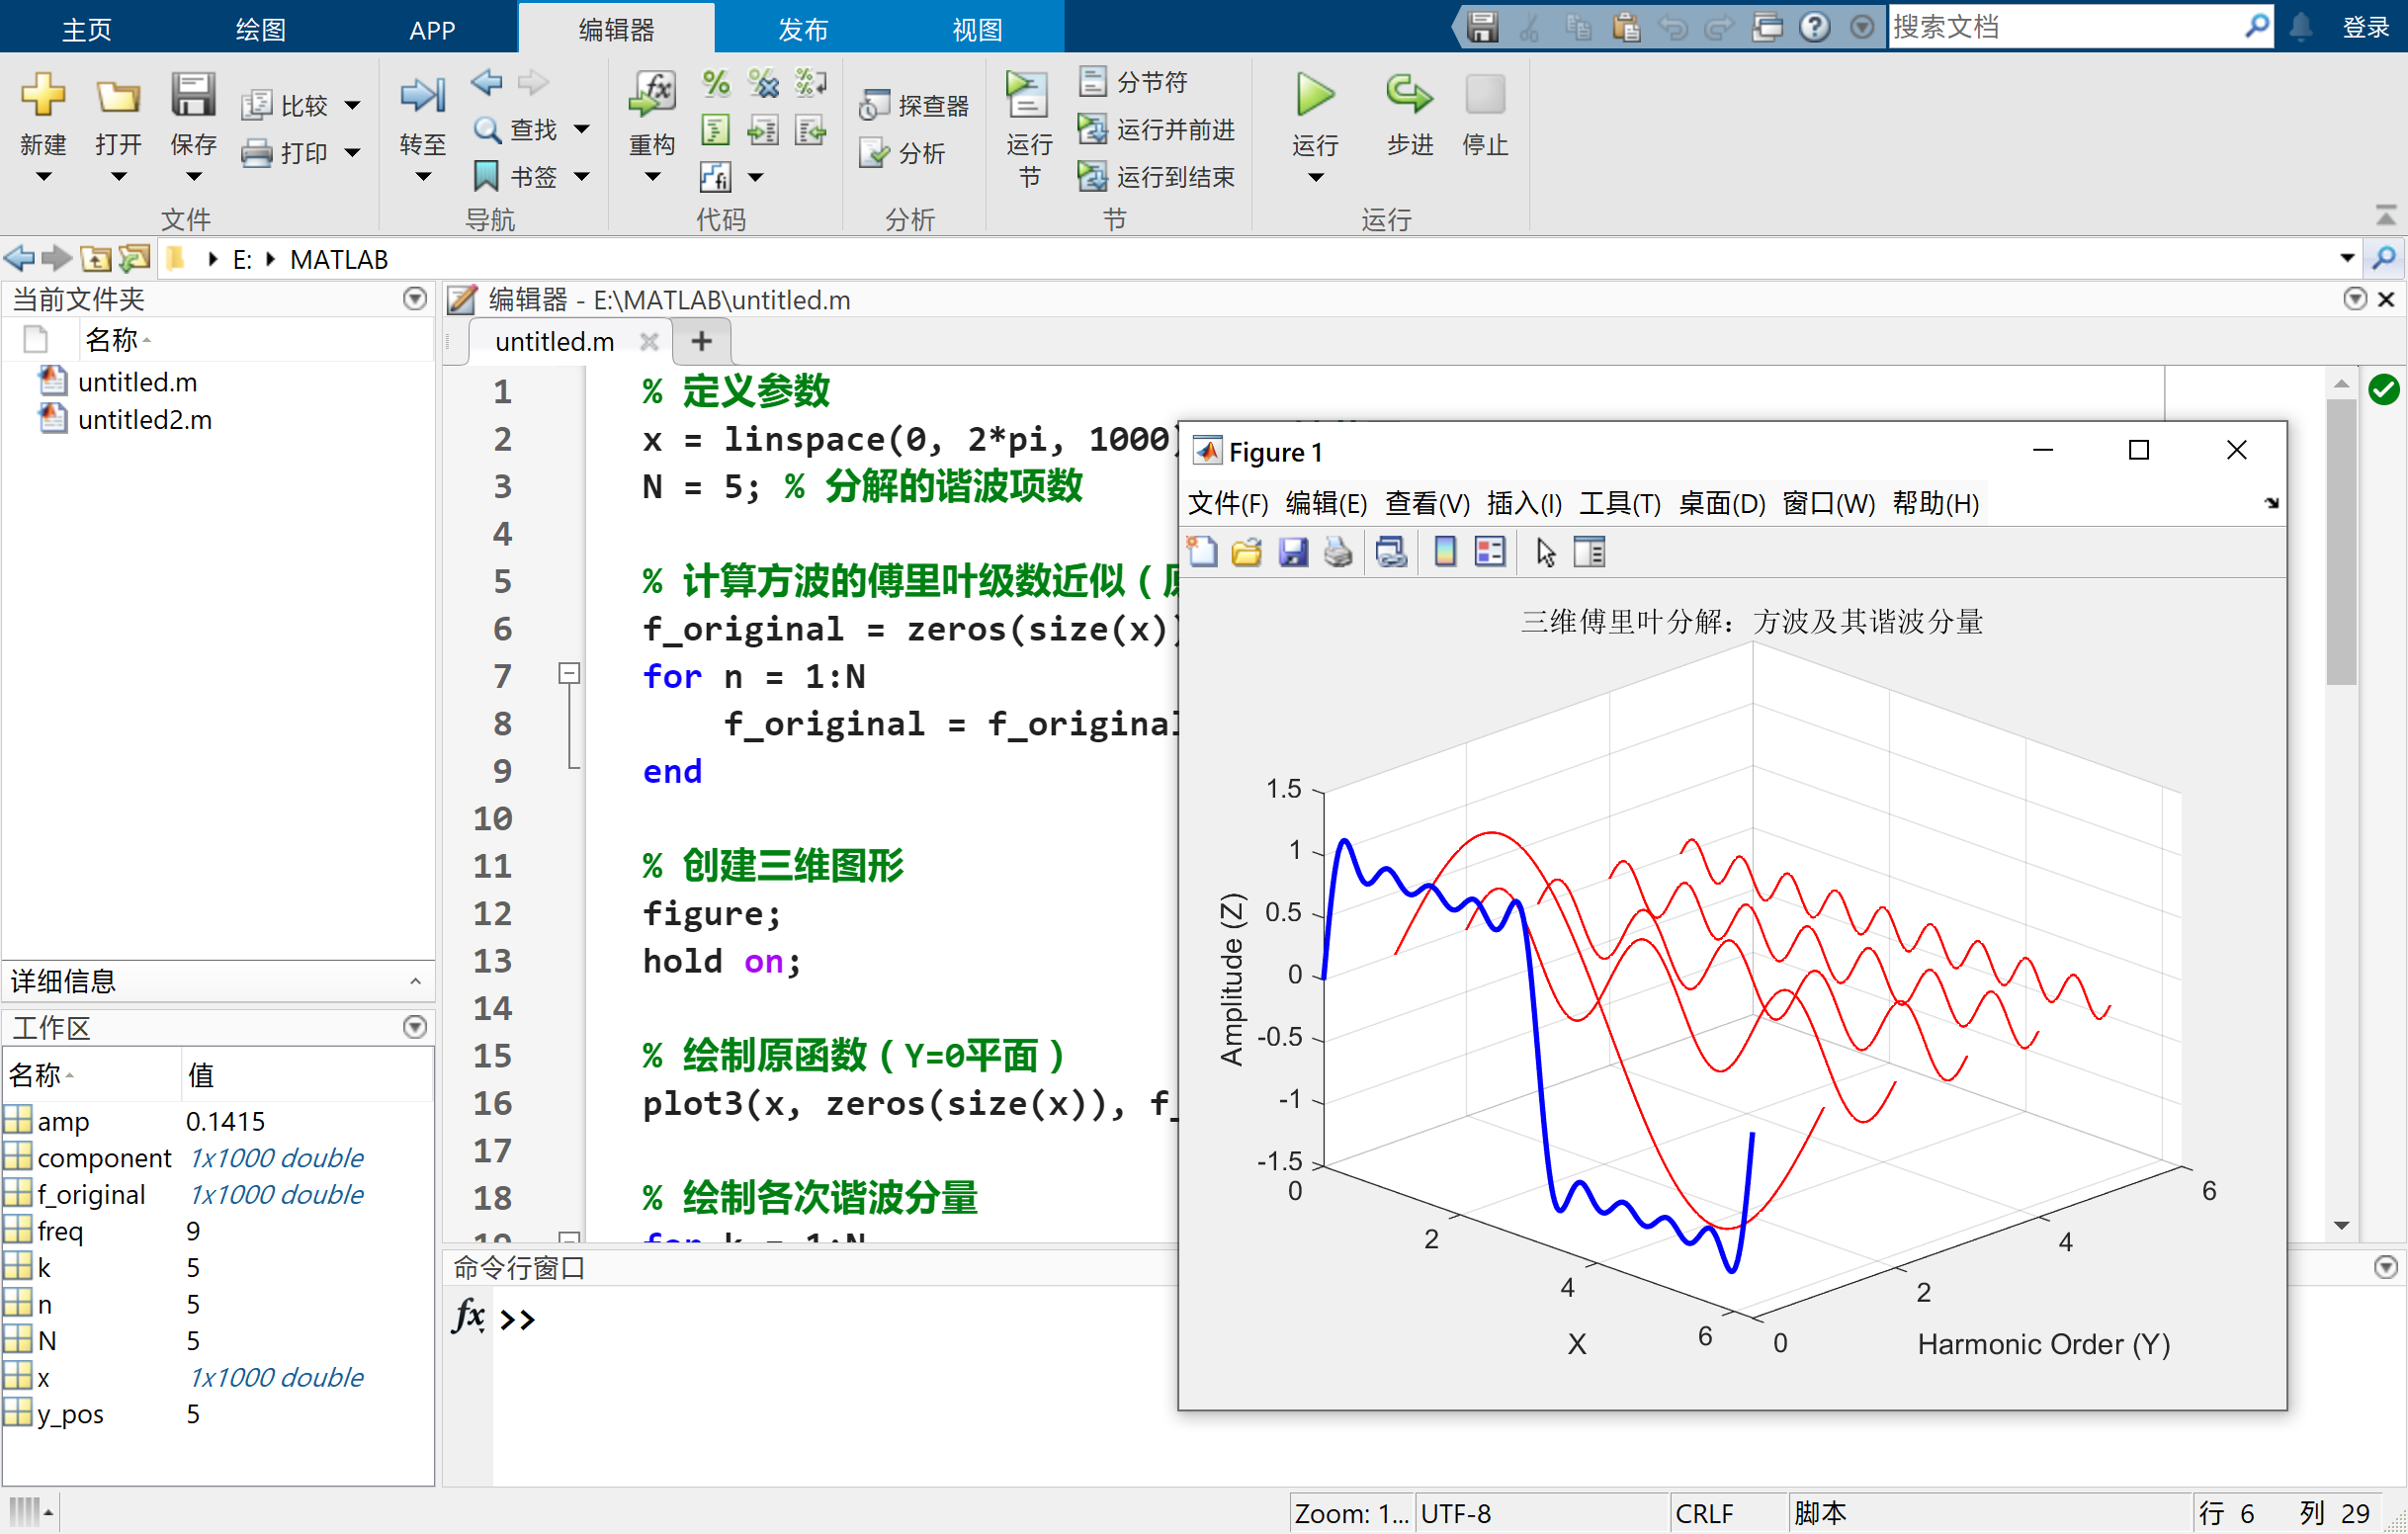 主页 绘图 APP 编辑器 发布 视图 搜索文档 登录
新建 打开 保存 比较 打印
文件
转至 查找 书签
导航
重构 fx fi
代码
探查器 分析
分析
运行节 分节符 运行并前进 运行到结束
节
运行 步进 停止
运行
E: MATLAB
当前文件夹
名称
untitled.m
untitled2.m
详细信息
工作区
名称 值
amp 0.1415
component 1x1000 double
f_original 1x1000 double
freq 9
k 5
n 5
N 5
x 1x1000 double
y_pos 5
编辑器 - E:\MATLAB\untitled.m
untitled.m
1 % 定义参数
2 x = linspace(0, 2*pi, 1000)
3 N = 5; % 分解的谐波项数
4
5 % 计算方波的傅里叶级数近似（原
6 f_original = zeros(size(x))
7 for n = 1:N
8 f_original = f_original
9 end
10
11 % 创建三维图形
12 figure;
13 hold on;
14
15 % 绘制原函数（Y=0平面）
16 plot3(x, zeros(size(x)), f_
17
18 % 绘制各次谐波分量
19 for k = 1:N
命令行窗口
fx >>
Figure 1
文件(F) 编辑(E) 查看(V) 插入(I) 工具(T) 桌面(D) 窗口(W) 帮助(H)
三维傅里叶分解：方波及其谐波分量
1.5
1
0.5
0
-0.5
-1
-1.5
Amplitude (Z)
0
2
4
6
X
0
2
4
6
Harmonic Order (Y)
Zoom: 1... UTF-8 CRLF 脚本 行 6 列 29